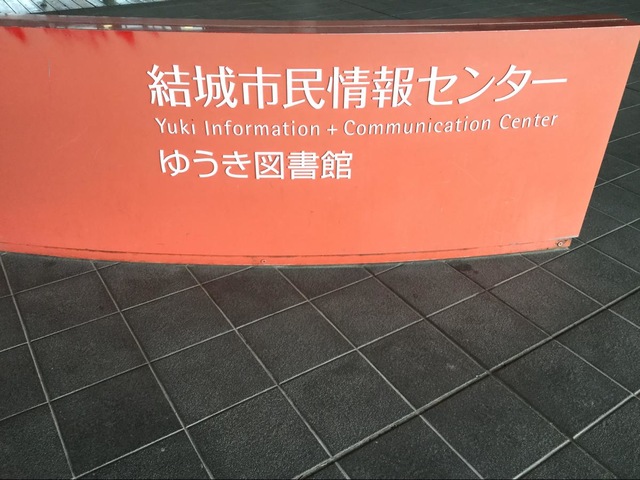 結城市民情報センター
Yuki Information + Communication Center
ゆうき図書館